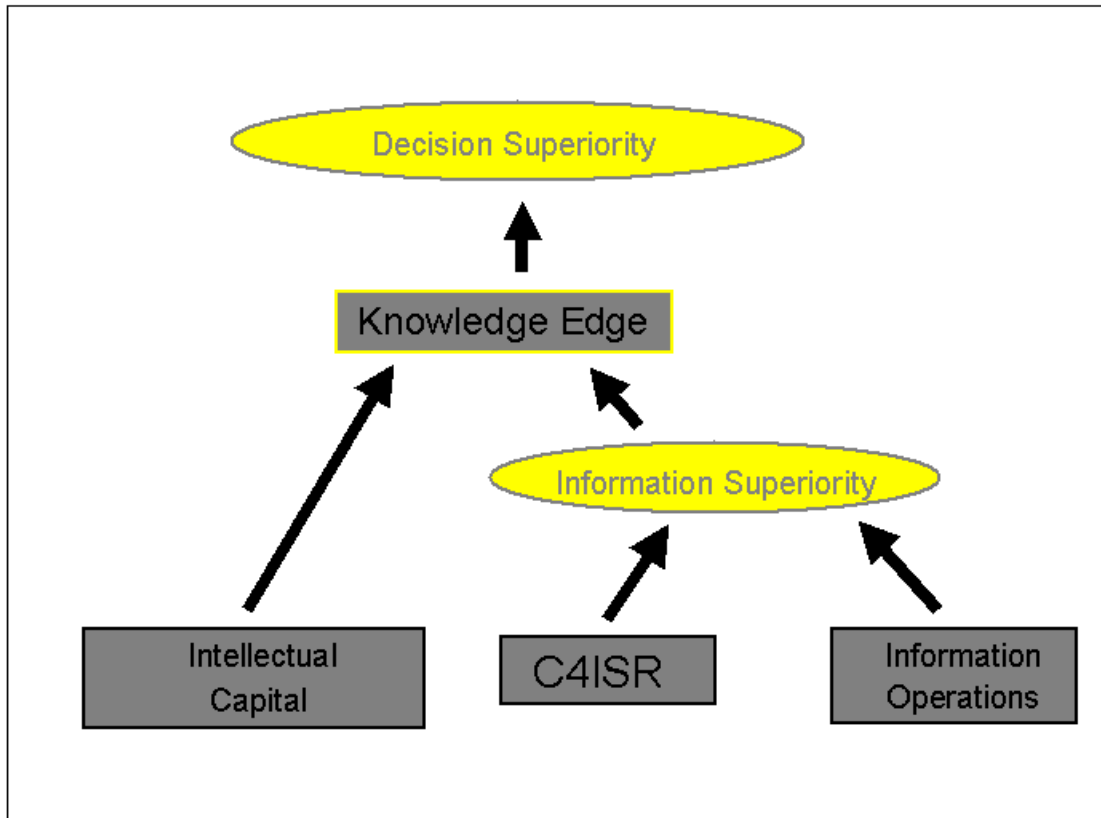 Decision Superiority
Knowledge Edge
Information Superiority
Intellectual
Capital
C4ISR
Information
Operations